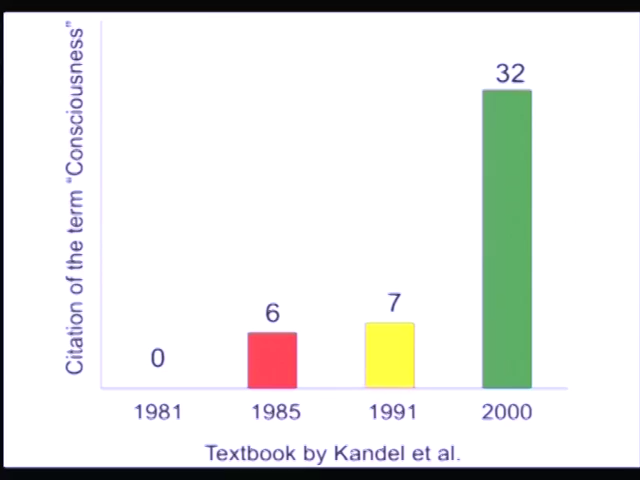 Citation of the term "Consciousness"
32
7
6
0
1981 1985 1991 2000
Textbook by Kandel et al.